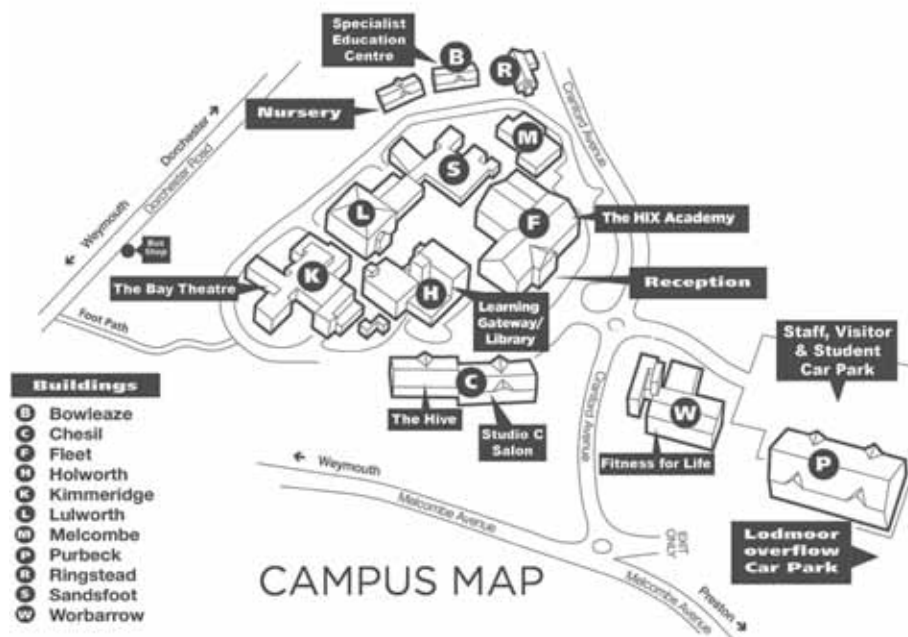 Specialist
Education
Centre
B
R
Nursery
Cranford Avenue
Dorchester
Dorchester Road
Weymouth
M
S
L
F
The HIX Academy
Bus
Stop
K
The Bay Theatre
H
Reception
Learning
Gateway/
Library
Foot Path
Staff, Visitor
& Student
Car Park
Buildings
B Bowleaze
C Chesil
F Fleet
H Holworth
K Kimmeridge
L Lulworth
M Melcombe
P Purbeck
R Ringstead
S Sandsfoot
W Worbarrow
C
The Hive
Studio C
Salon
Cranford Avenue
W
Fitness for Life
P
Weymouth
Melcombe Avenue
EXIT
ONLY
Lodmoor
overflow
Car Park
CAMPUS MAP
Melcombe Avenue
Preston